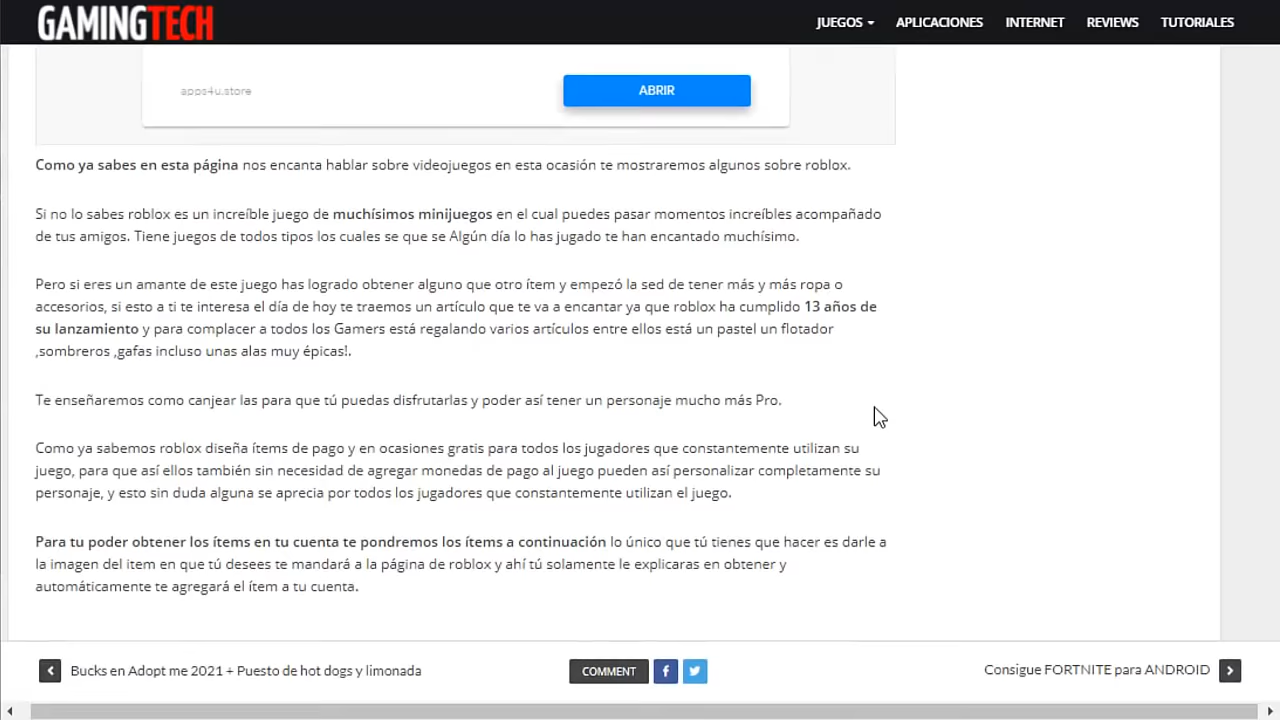 GAMINGTECH
JUEGOS
APLICACIONES
INTERNET
REVIEWS
TUTORIALES
apps4u.store
ABRIR
Como ya sabes en esta página nos encanta hablar sobre videojuegos en esta ocasión te mostraremos algunos sobre roblox.
Si no lo sabes roblox es un increíble juego de muchísimos minijuegos en el cual puedes pasar momentos increíbles acompañado
de tus amigos. Tiene juegos de todos tipos los cuales se que se Algún día lo has jugado te han encantado muchísimo.
Pero si eres un amante de este juego has logrado obtener alguno que otro ítem y empezó la sed de tener más y más ropa o
accesorios, si esto a ti te interesa el día de hoy te traemos un artículo que te va a encantar ya que roblox ha cumplido 13 años de
su lanzamiento y para complacer a todos los Gamers está regalando varios artículos entre ellos está un pastel un flotador
,sombreros ,gafas incluso unas alas muy épicas!.
Te enseñaremos como canjear las para que tú puedas disfrutarlas y poder así tener un personaje mucho más Pro.
Como ya sabemos roblox diseña ítems de pago y en ocasiones gratis para todos los jugadores que constantemente utilizan su
juego, para que así ellos también sin necesidad de agregar monedas de pago al juego pueden así personalizar completamente su
personaje, y esto sin duda alguna se aprecia por todos los jugadores que constantemente utilizan el juego.
Para tu poder obtener los ítems en tu cuenta te pondremos los ítems a continuación lo único que tú tienes que hacer es darle a
la imagen del item en que tú desees te mandará a la página de roblox y ahí tú solamente le explicaras en obtener y
automáticamente te agregará el ítem a tu cuenta.
Bucks en Adopt me 2021 + Puesto de hot dogs y limonada
COMMENT
Consigue FORTNITE para ANDROID